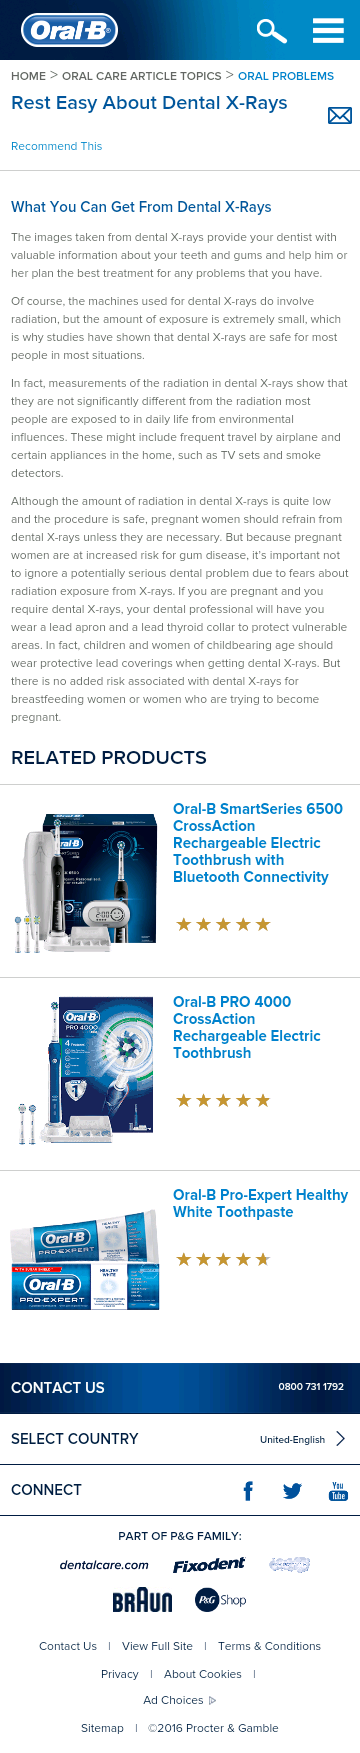 Oral-B®
HOME > ORAL CARE ARTICLE TOPICS > ORAL PROBLEMS
Rest Easy About Dental X-Rays
Recommend This
What You Can Get From Dental X-Rays
The images taken from dental X-rays provide your dentist with
valuable information about your teeth and gums and help him or
her plan the best treatment for any problems that you have.
Of course, the machines used for dental X-rays do involve
radiation, but the amount of exposure is extremely small, which
is why studies have shown that dental X-rays are safe for most
people in most situations.
In fact, measurements of the radiation in dental X-rays show that
they are not significantly different from the radiation most
people are exposed to in daily life from environmental
influences. These might include frequent travel by airplane and
certain appliances in the home, such as TV sets and smoke
detectors.
Although the amount of radiation in dental X-rays is quite low
and the procedure is safe, pregnant women should refrain from
dental X-rays unless they are necessary. But because pregnant
women are at increased risk for gum disease, it's important not
to ignore a potentially serious dental problem due to fears about
radiation exposure from X-rays. If you are pregnant and you
require dental X-rays, your dental professional will have you
wear a lead apron and a lead thyroid collar to protect vulnerable
areas. In fact, children and women of childbearing age should
wear protective lead coverings when getting dental X-rays. But
there is no added risk associated with dental X-rays for
breastfeeding women or women who are trying to become
pregnant.
RELATED PRODUCTS
Oral-B
Oral-B SmartSeries 6500
CrossAction
Rechargeable Electric
Toothbrush with
Bluetooth Connectivity
Oral-B
PRO 4000
Oral-B PRO 4000
CrossAction
Rechargeable Electric
Toothbrush
Oral-B
PRO-EXPERT
HEALTHY
WHITE
Oral-B
PRO-EXPERT
HEALTHY
WHITE
Oral-B Pro-Expert Healthy
White Toothpaste
CONTACT US 0800 731 1792
SELECT COUNTRY United-English
CONNECT You Tube
PART OF P&G FAMILY:
dentalcare.com Fixodent
BRAUN P&G Shop
Contact Us | View Full Site | Terms & Conditions
Privacy | About Cookies |
Ad Choices
Sitemap | ©2016 Procter & Gamble